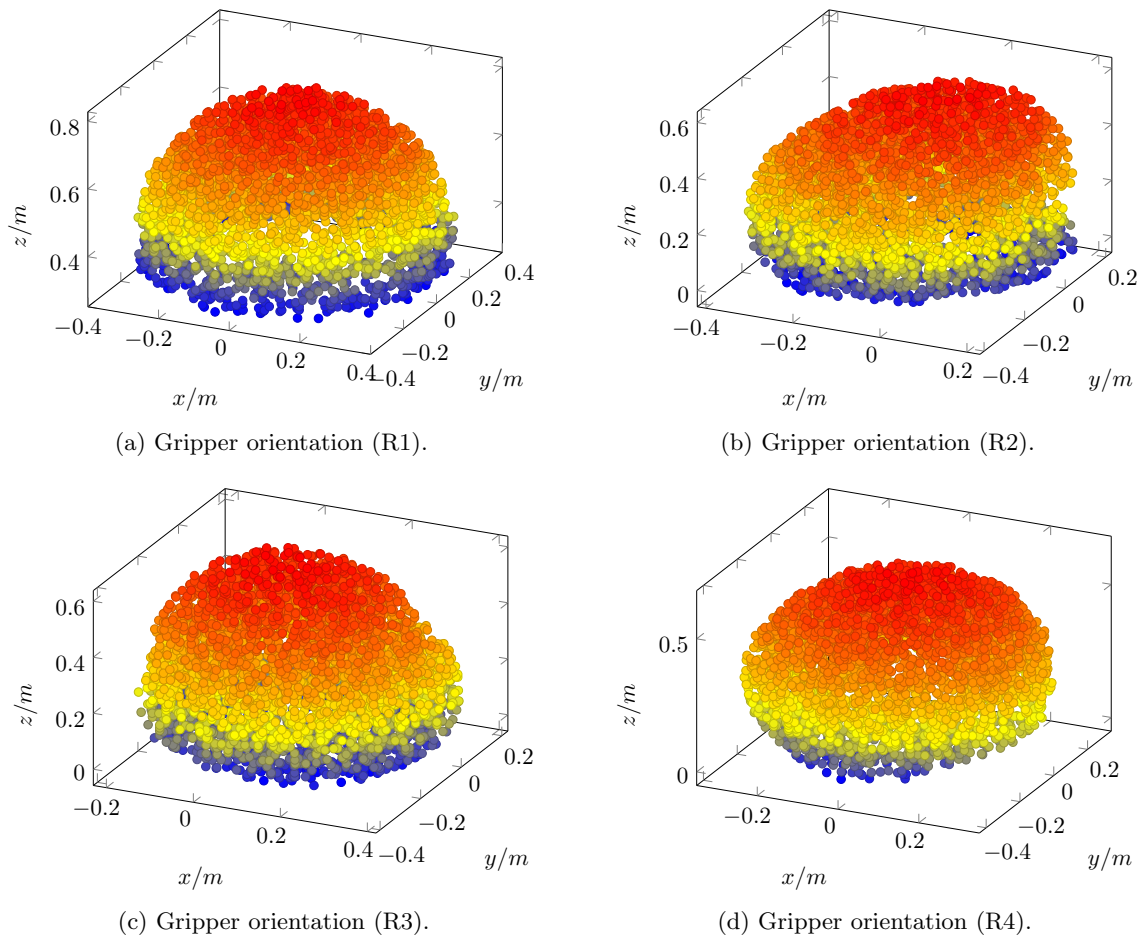 0.8
0.6
0.4
z/m
−0.4
−0.2
0
0.2
0.4
x/m
−0.4
−0.2
0
0.2
0.4
y/m
(a) Gripper orientation (R1).
0.6
0.4
0.2
0
z/m
−0.4
−0.2
0
0.2
x/m
−0.4
−0.2
0
0.2
y/m
(b) Gripper orientation (R2).
0.6
0.4
0.2
0
z/m
−0.2
0
0.2
0.4
x/m
−0.4
−0.2
0
0.2
y/m
(c) Gripper orientation (R3).
0.5
0
z/m
−0.2
0
0.2
x/m
−0.4
−0.2
0
0.2
y/m
(d) Gripper orientation (R4).